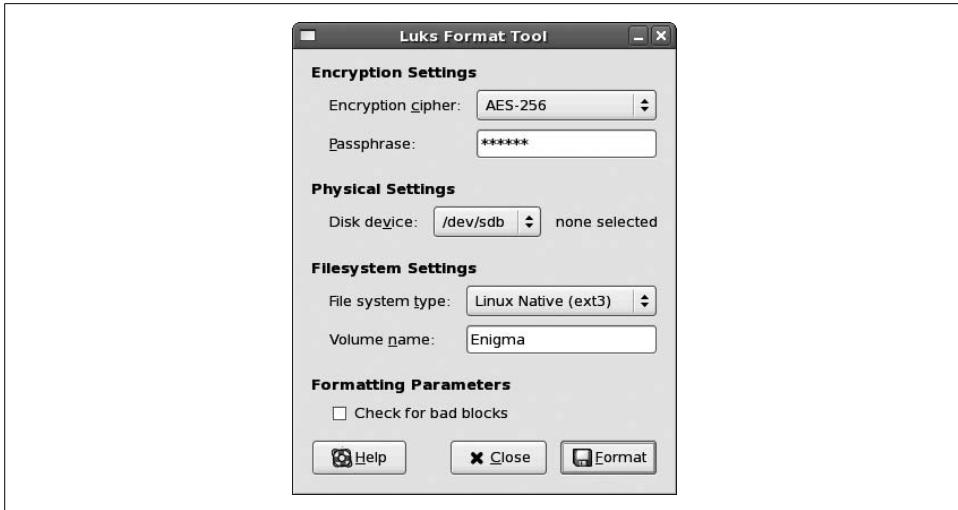 Luks Format Tool
Encryption Settings
Encryption cipher: AES-256
Passphrase: ******
Physical Settings
Disk device: /dev/sdb none selected
Filesystem Settings
File system type: Linux Native (ext3)
Volume name: Enigma
Formatting Parameters
Check for bad blocks
Help Close Format